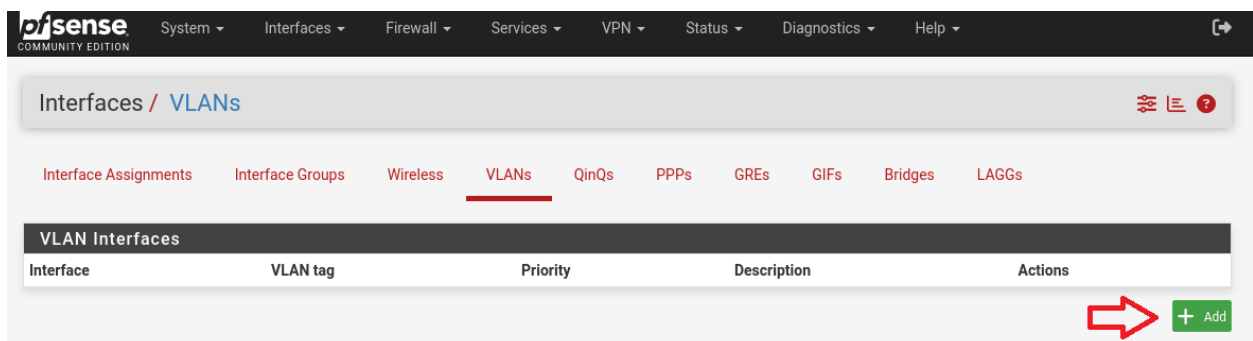 pfsense System Interfaces Firewall Services VPN Status Diagnostics Help
COMMUNITY EDITION
Interfaces / VLANs
Interface Assignments Interface Groups Wireless VLANs QinQs PPPs GREs GIFs Bridges LAGGs
VLAN Interfaces
Interface VLAN tag Priority Description Actions
+ Add